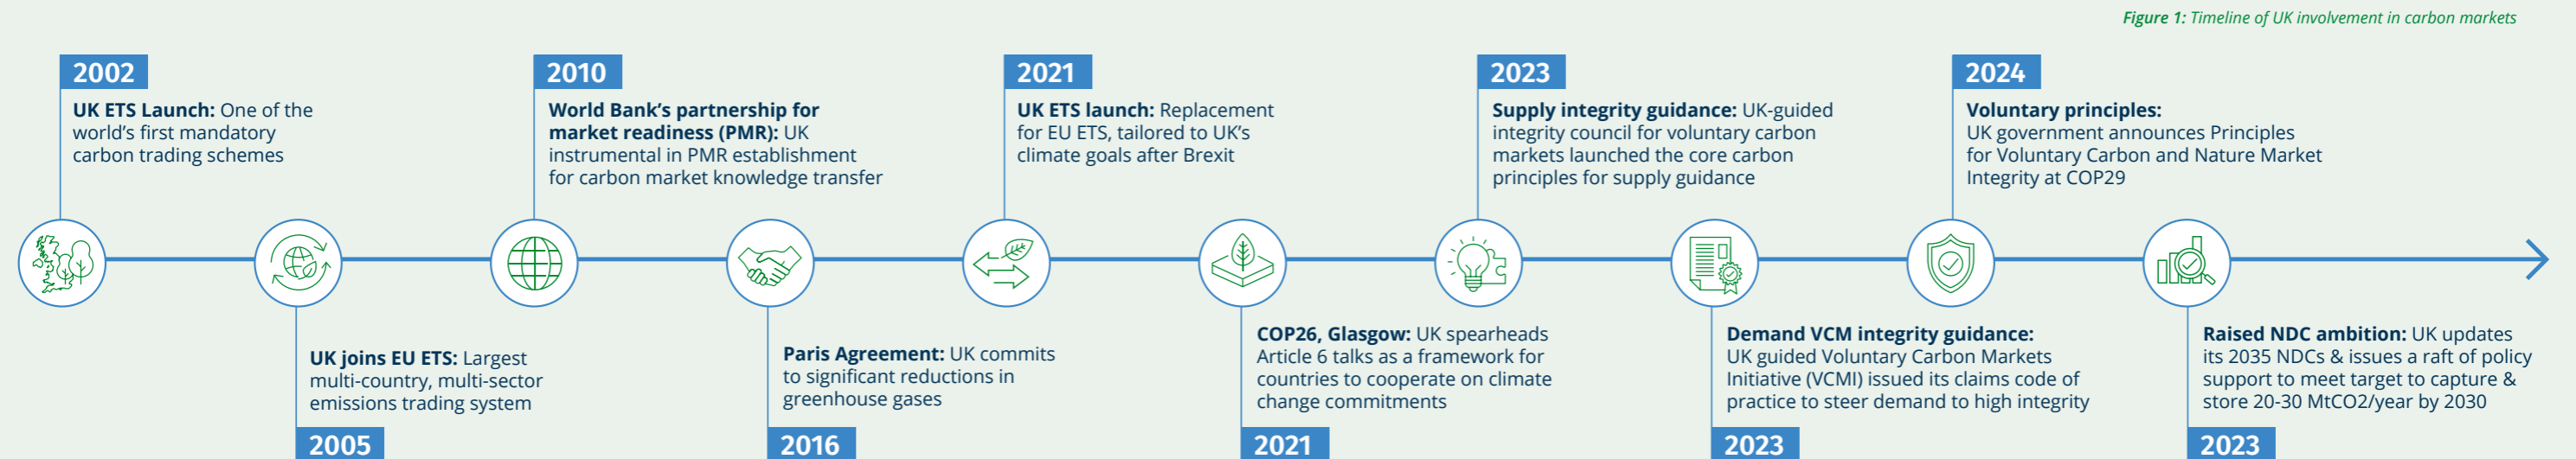 Figure 1: Timeline of UK involvement in carbon markets
2002
UK ETS Launch: One of the
world’s first mandatory
carbon trading schemes
2005
UK joins EU ETS: Largest
multi-country, multi-sector
emissions trading system
2010
World Bank’s partnership for
market readiness (PMR): UK
instrumental in PMR establishment
for carbon market knowledge transfer
2016
Paris Agreement: UK commits
to significant reductions in
greenhouse gases
2021
UK ETS launch: Replacement
for EU ETS, tailored to UK’s
climate goals after Brexit
2021
COP26, Glasgow: UK spearheads
Article 6 talks as a framework for
countries to cooperate on climate
change commitments
2023
Supply integrity guidance: UK-guided
integrity council for voluntary carbon
markets launched the core carbon
principles for supply guidance
2023
Demand VCM integrity guidance:
UK guided Voluntary Carbon Markets
Initiative (VCMI) issued its claims code of
practice to steer demand to high integrity
2024
Voluntary principles:
UK government announces Principles
for Voluntary Carbon and Nature Market
Integrity at COP29
2023
Raised NDC ambition: UK updates
its 2035 NDCs & issues a raft of policy
support to meet target to capture &
store 20-30 MtCO2/year by 2030